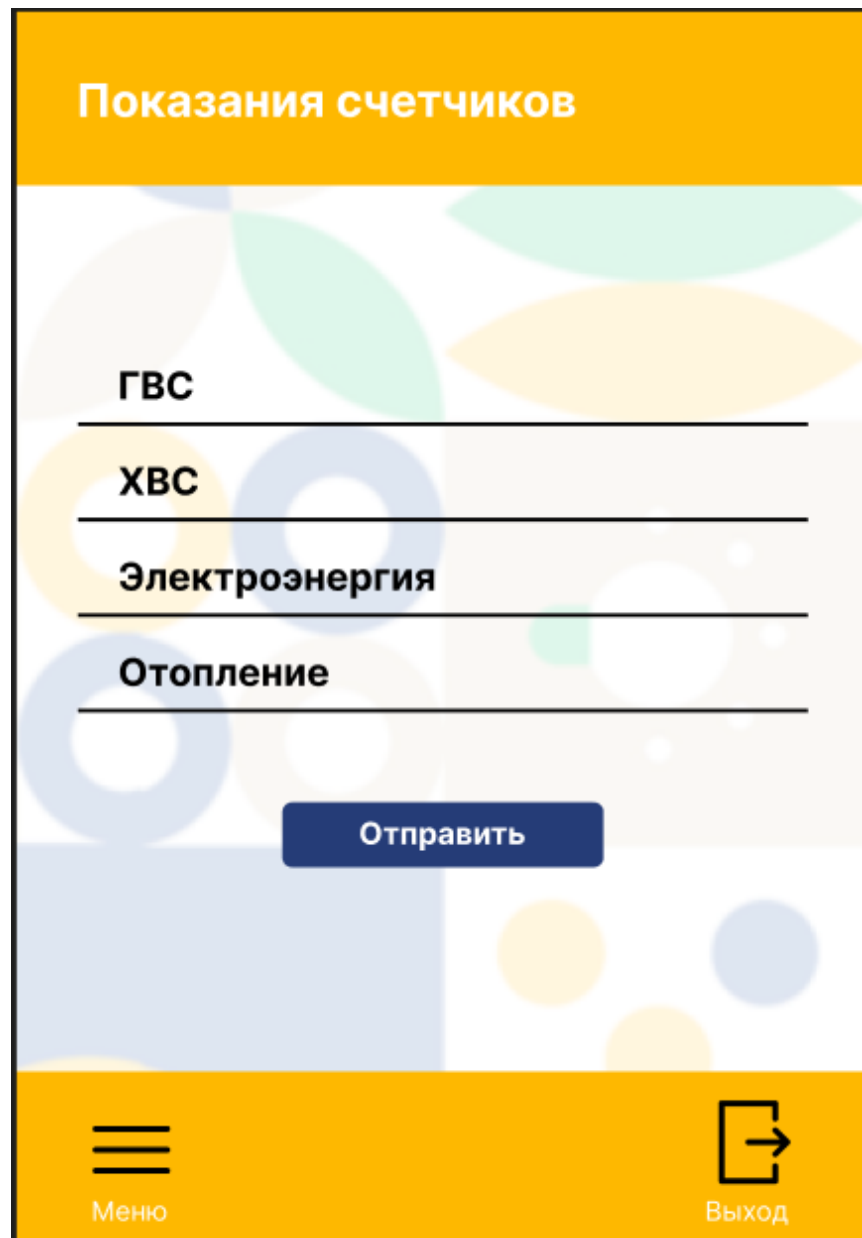 Показания счетчиков
ГВС
ХВС
Электроэнергия
Отопление
Отправить
Меню
Выход